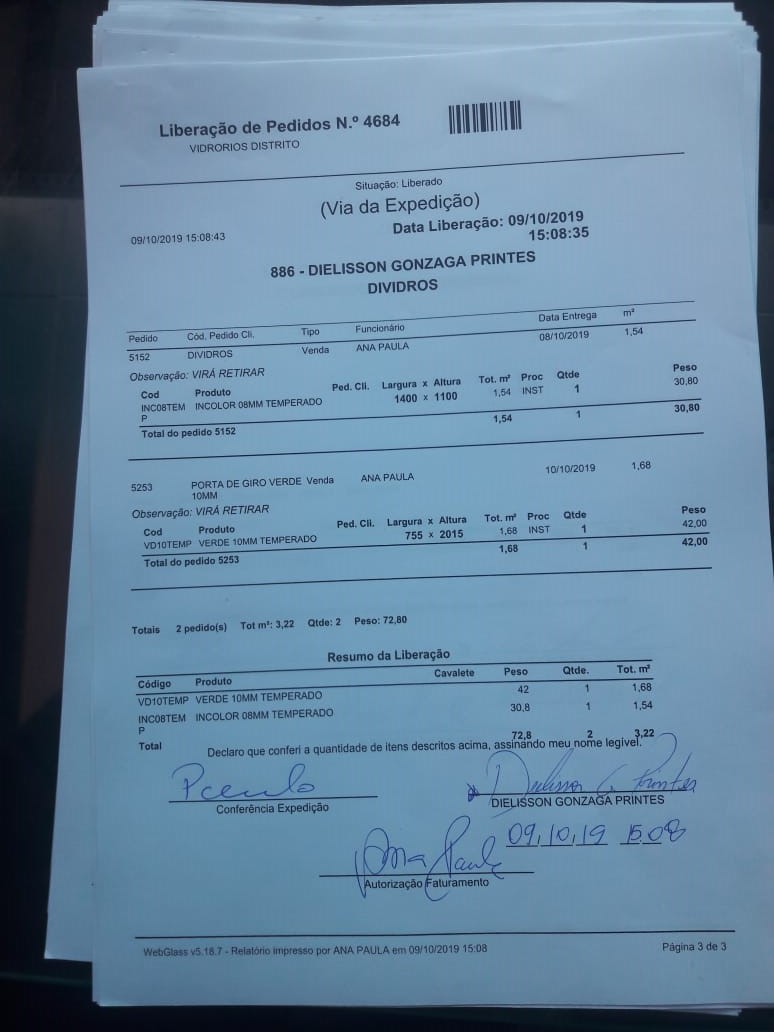 Liberação de Pedidos N.º 4684
VIDRORIOS DISTRITO
Situação: Liberado
(Via da Expedição)
09/10/2019 15:08:43
Data Liberação: 09/10/2019
15:08:35
886 - DIELISSON GONZAGA PRINTES
DIVIDROS
Pedido Cód. Pedido Cli. Tipo Funcionário Data Entrega m²
5152 DIVIDROS Venda ANA PAULA 08/10/2019 1,54
Observação: VIRÁ RETIRAR
Cod Produto Ped. Cli. Largura x Altura Tot. m² Proc Qtde Peso
INC08TEM INCOLOR 08MM TEMPERADO 1400 x 1100 1,54 INST 1 30,80
P
Total do pedido 5152 1,54 1 30,80
5253 PORTA DE GIRO VERDE Venda ANA PAULA 10/10/2019 1,68
10MM
Observação: VIRÁ RETIRAR
Cod Produto Ped. Cli. Largura x Altura Tot. m² Proc Qtde Peso
VD10TEMP VERDE 10MM TEMPERADO 755 x 2015 1,68 INST 1 42,00
Total do pedido 5253 1,68 1 42,00
Totais 2 pedido(s) Tot m²: 3,22 Qtde: 2 Peso: 72,80
Resumo da Liberação
Código Produto Cavalete Peso Qtde. Tot. m²
VD10TEMP VERDE 10MM TEMPERADO 42 1 1,68
INC08TEM INCOLOR 08MM TEMPERADO 30,8 1 1,54
P
Total 72,8 2 3,22
Declaro que conferi a quantidade de itens descritos acima, assinando meu nome legível.
Dielisson G Printes
Conferência Expedição
DIELISSON GONZAGA PRINTES
Ana Paula
09,10,19 15:08
Autorização Faturamento
WebGlass v5.18.7 - Relatório impresso por ANA PAULA em 09/10/2019 15:08
Página 3 de 3